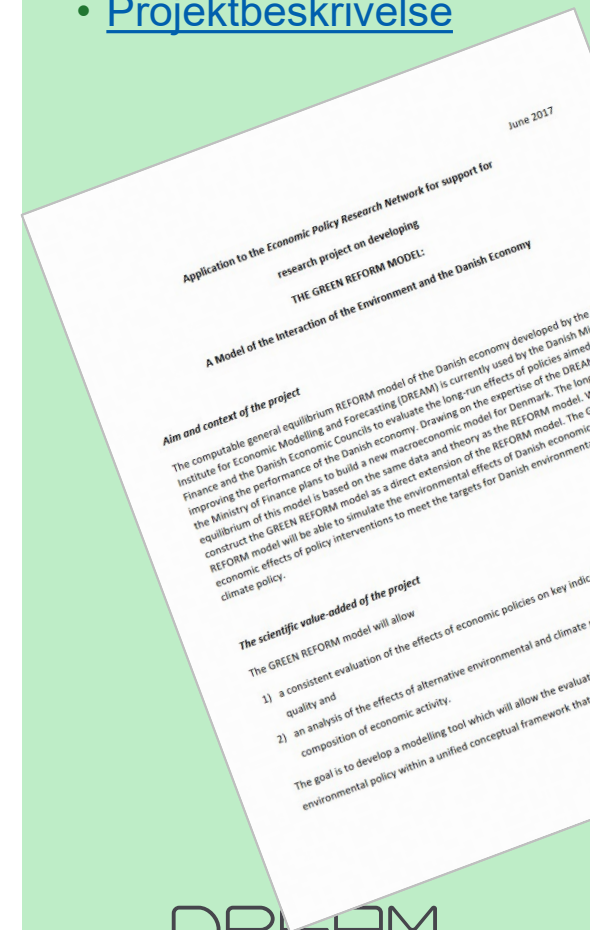 • Projektbeskrivelse
June 2017
Application to the Economic Policy Research Network for support for
research project on developing
THE GREEN REFORM MODEL:
A Model of the Interaction of the Environment and the Danish Economy
Aim and context of the project
The computable general equilibrium REFORM model of the Danish economy developed by the
Institute for Economic Modelling and Forecasting (DREAM) is currently used by the Danish Mi
Finance and the Danish Economic Councils to evaluate the long-run effects of policies aimed
improving the performance of the Danish economy. Drawing on the expertise of the DREAM
the Ministry of Finance plans to build a new macroeconomic model for Denmark. The long
equilibrium of this model is based on the same data and theory as the REFORM model. W
construct the GREEN REFORM model as a direct extension of the REFORM model. The G
REFORM model will be able to simulate the environmental effects of Danish economic
economic effects of policy interventions to meet the targets for Danish environmenta
climate policy.
The scientific value-added of the project
The GREEN REFORM model will allow
1) a consistent evaluation of the effects of economic policies on key indic
quality and
2) an analysis of the effects of alternative environmental and climate
composition of economic activity.
The goal is to develop a modelling tool which will allow the evaluat
environmental policy within a unified conceptual framework that
DREAM